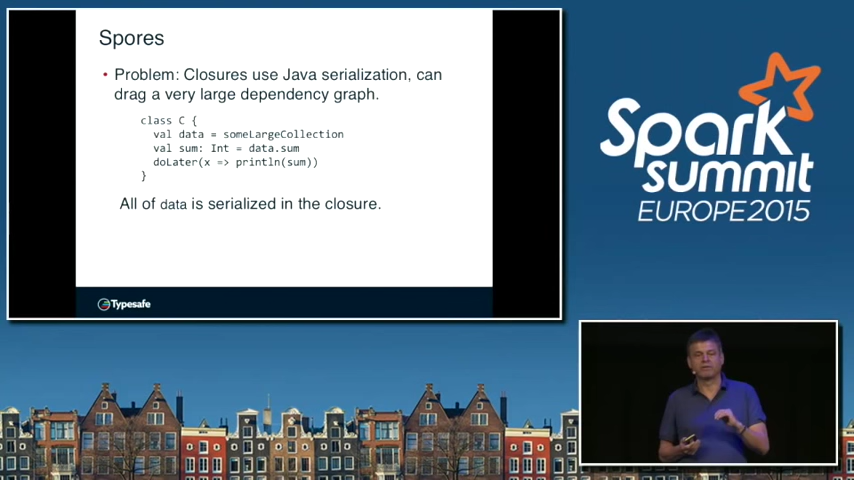 Spores
• Problem: Closures use Java serialization, can
drag a very large dependency graph.
class C {
val data = someLargeCollection
val sum: Int = data.sum
doLater(x => println(sum))
}
All of data is serialized in the closure.
Typesafe
Spark
summit
EUROPE 2015